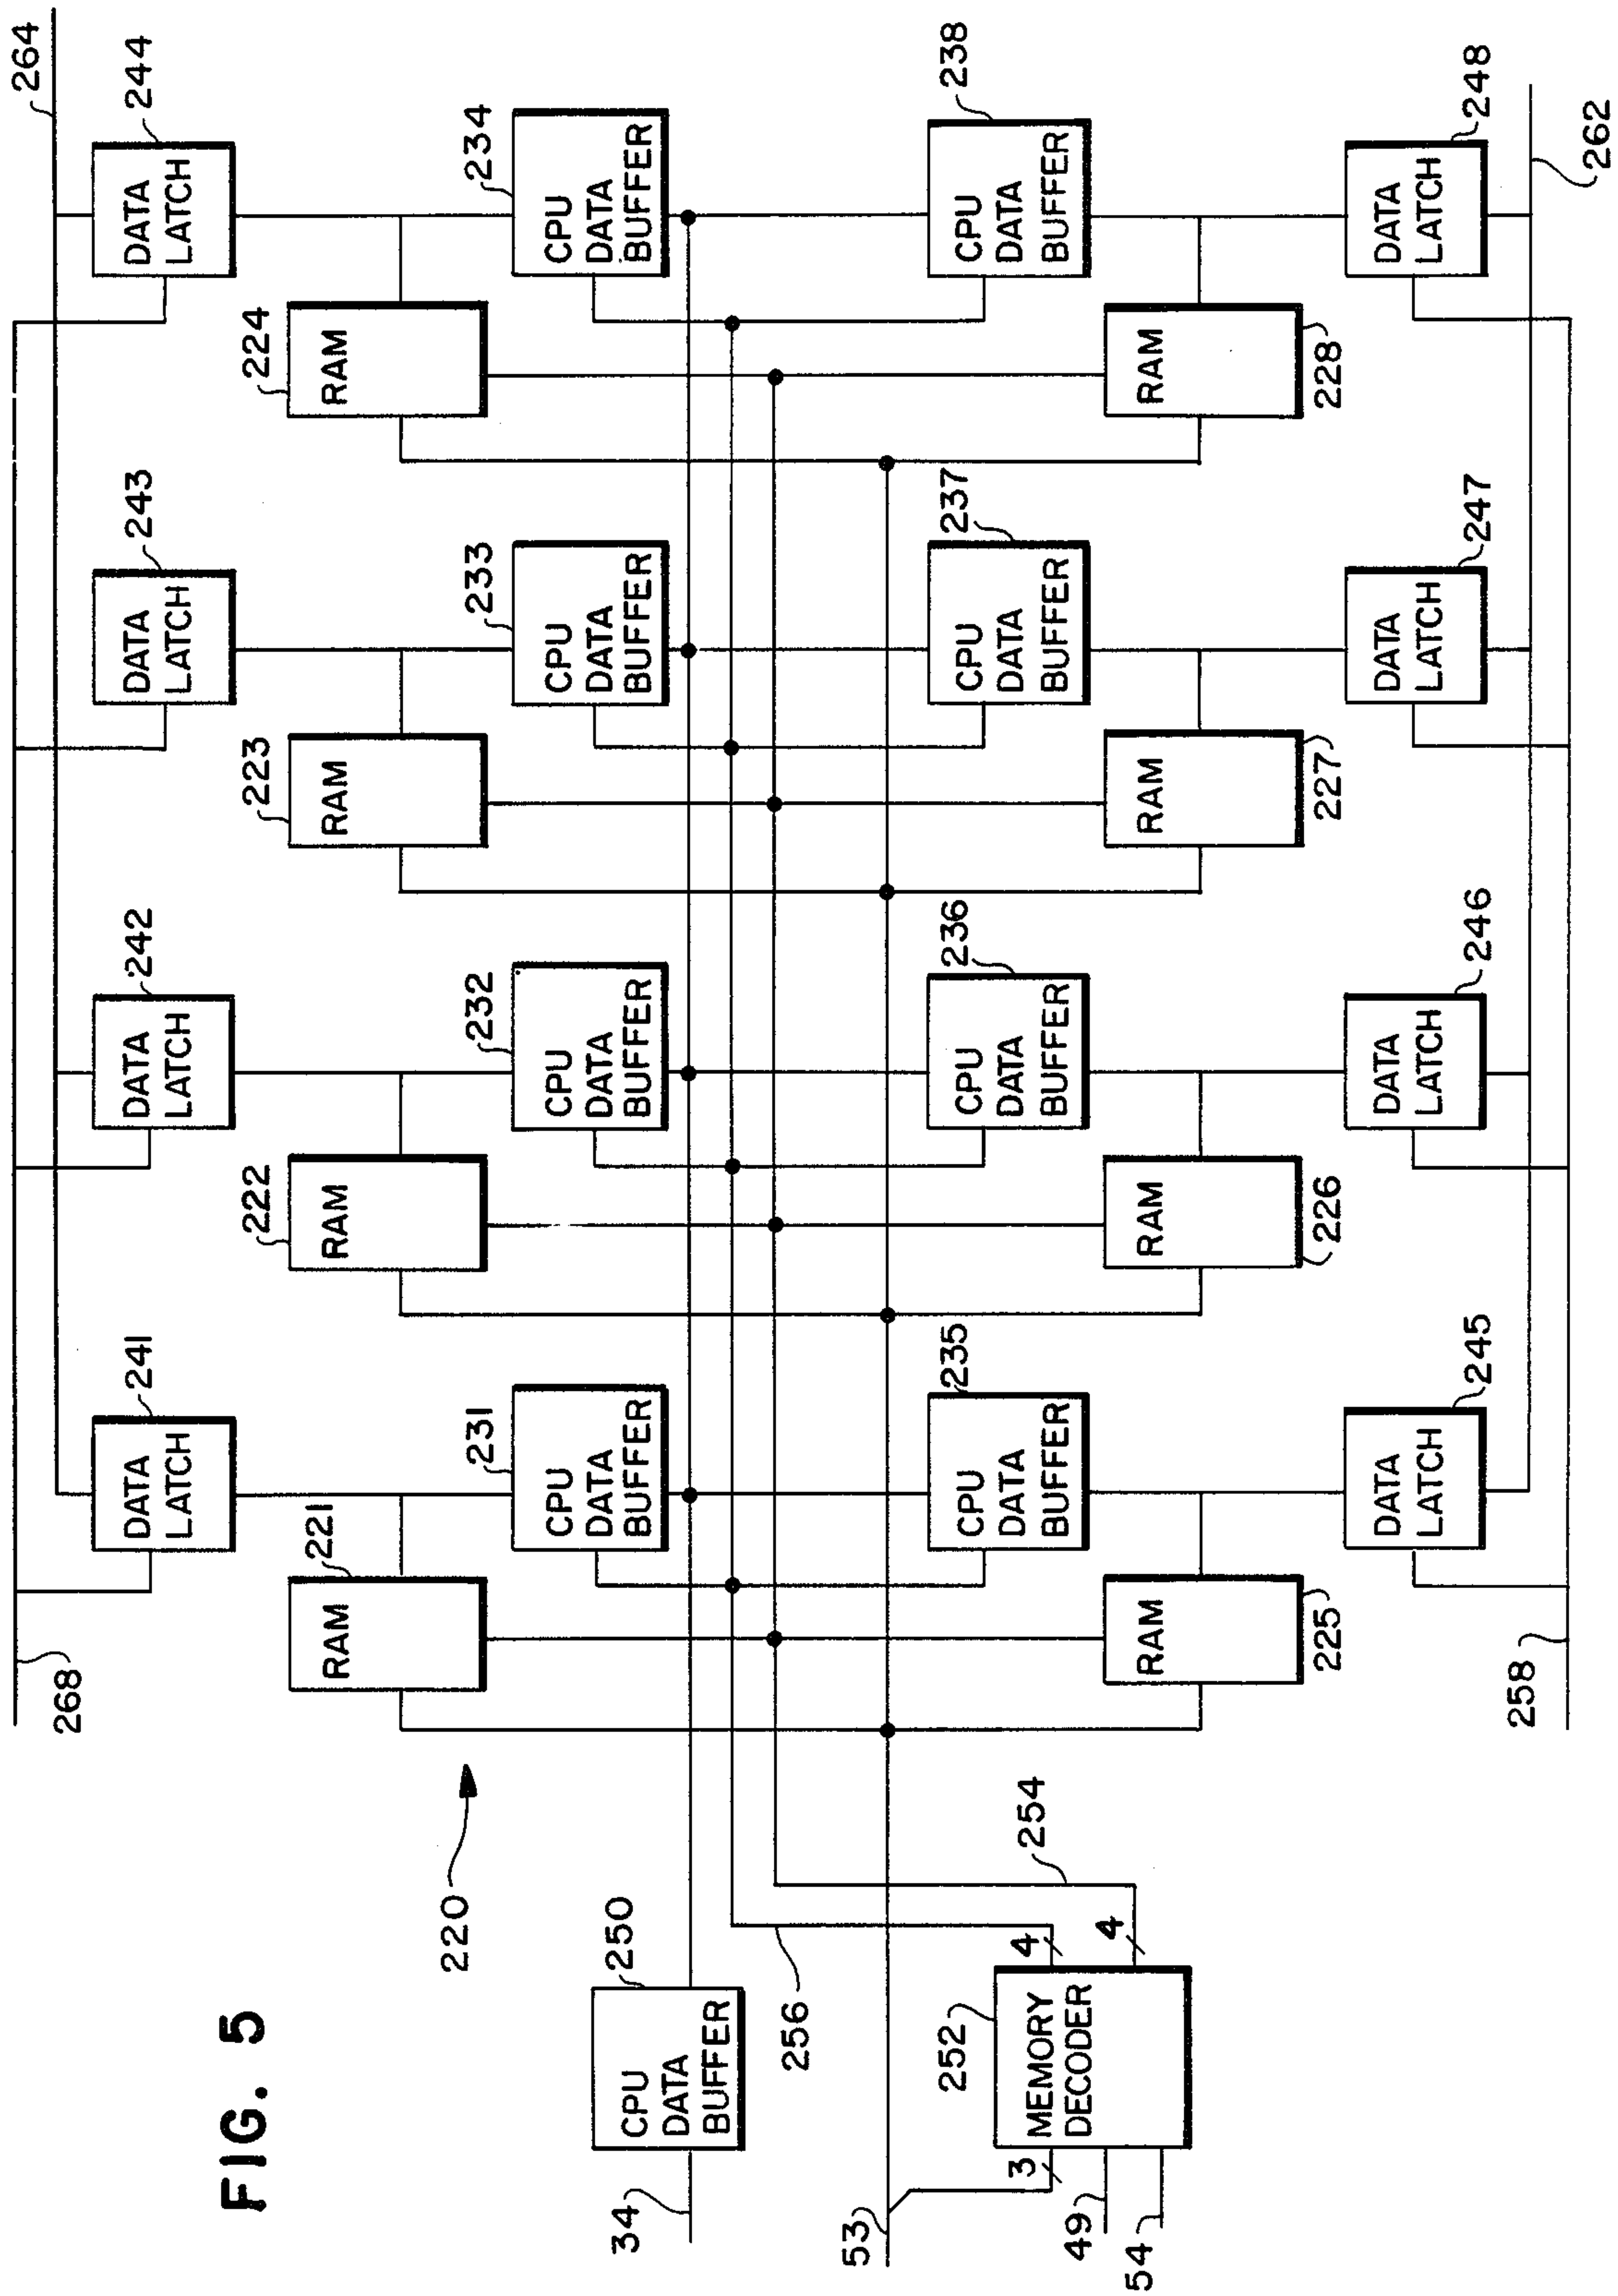 FIG. 5
268
264
241
DATA
LATCH
242
DATA
LATCH
243
DATA
LATCH
244
DATA
LATCH
221
RAM
222
RAM
223
RAM
224
RAM
220
231
CPU
DATA
BUFFER
232
CPU
DATA
BUFFER
233
CPU
DATA
BUFFER
234
CPU
DATA
BUFFER
34
250
CPU
DATA
BUFFER
256
254
53
235
CPU
DATA
BUFFER
236
CPU
DATA
BUFFER
237
CPU
DATA
BUFFER
238
CPU
DATA
BUFFER
252
MEMORY
DECODER
3
4
4
49
54
RAM
225
RAM
226
RAM
227
RAM
228
245
DATA
LATCH
246
DATA
LATCH
247
DATA
LATCH
248
DATA
LATCH
258
262